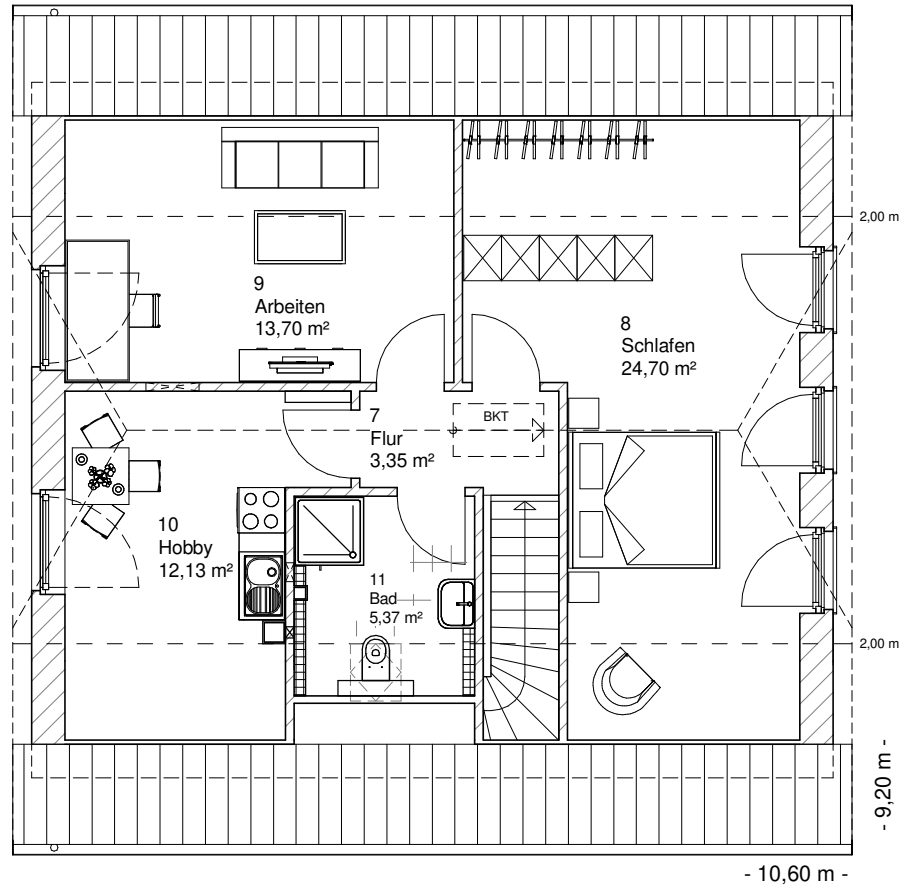 2,00 m
9
Arbeiten
13,70 m²
8
Schlafen
24,70 m²
7
Flur
3,35 m²
BKT
10
Hobby
12,13 m²
11
Bad
5,37 m²
2,00 m
- 9,20 m -
- 10,60 m -